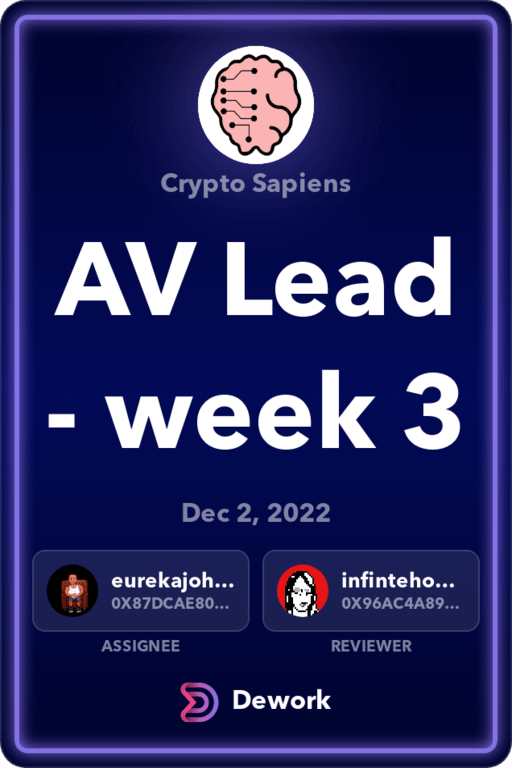 Crypto Sapiens
AV Lead
- week 3
Dec 2, 2022
eurekajoh...
0X87DCAE80...
ASSIGNEE
infinteho...
0X96AC4A89...
REVIEWER
Dework